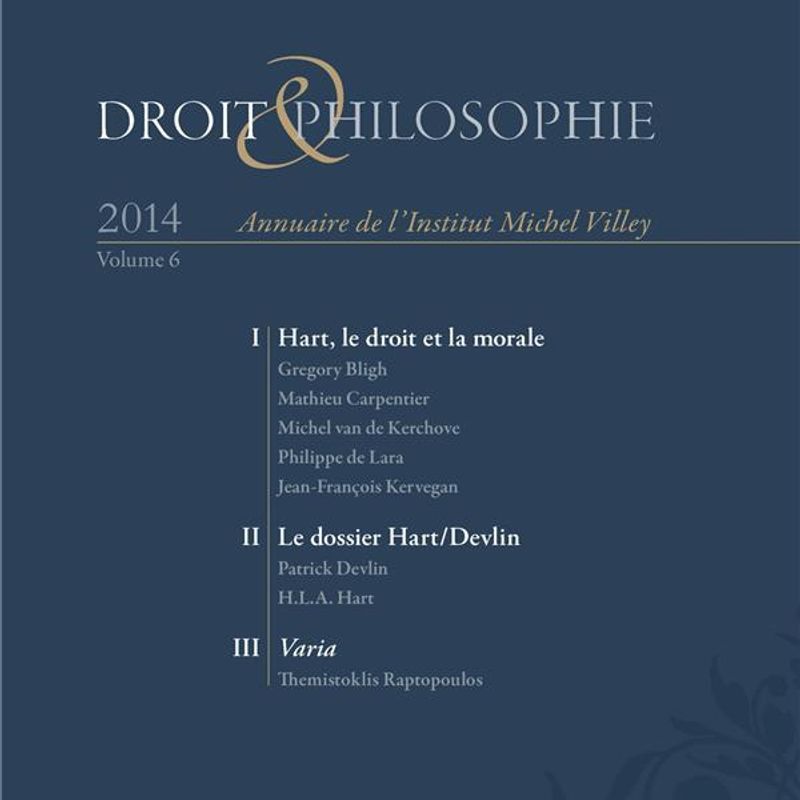 DROIT & PHILOSOPHIE
2014 Annuaire de l’Institut Michel Villey
Volume 6
I Hart, le droit et la morale
Gregory Bligh
Mathieu Carpentier
Michel van de Kerchove
Philippe de Lara
Jean-François Kervegan
II Le dossier Hart/Devlin
Patrick Devlin
H.L.A. Hart
III Varia
Themistoklis Raptopoulos